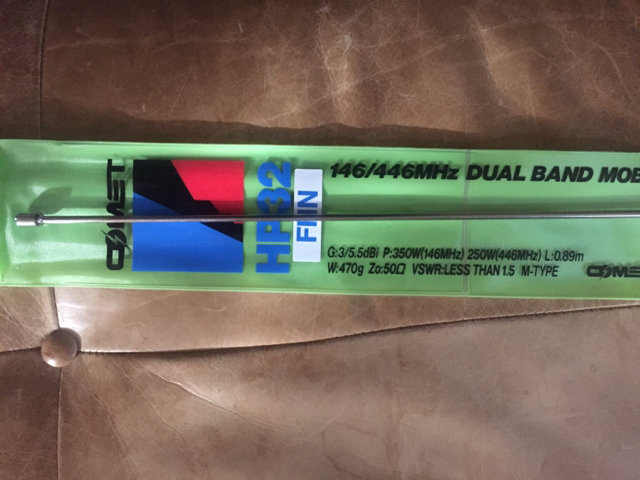 COMET
HP32
FHN
146/446MHz DUAL BAND MOB
G:3/5.5dBi P:350W(146MHz) 250W(446MHz) L:0.89m
W:470g Zo:50Ω VSWR:LESS THAN 1.5 M-TYPE
COMET